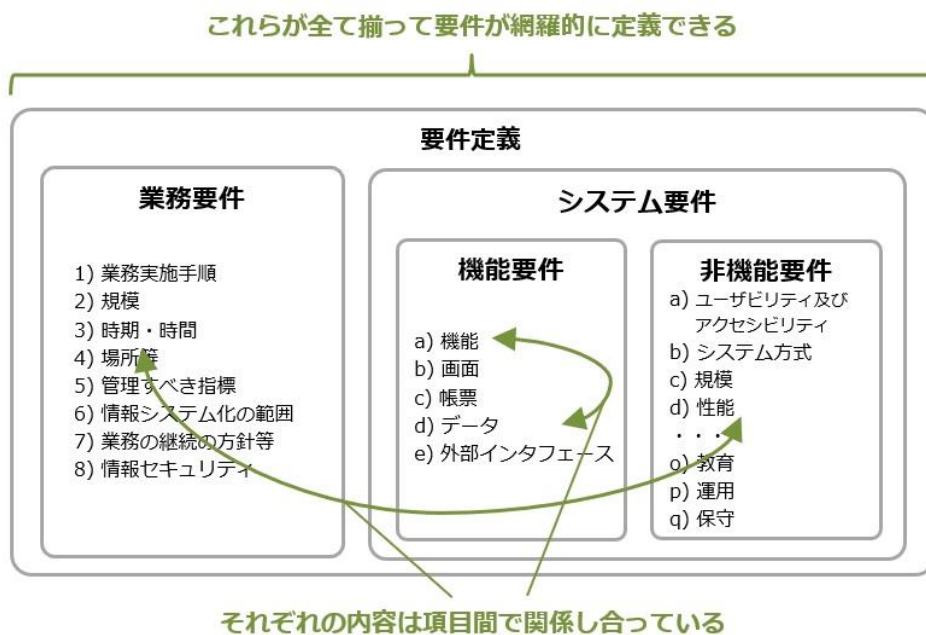 これらが全て揃って要件が網羅的に定義できる
要件定義
業務要件
1) 業務実施手順
2) 規模
3) 時期・時間
4) 場所等
5) 管理すべき指標
6) 情報システム化の範囲
7) 業務の継続の方針等
8) 情報セキュリティ
システム要件
機能要件
a) 機能
b) 画面
c) 帳票
d) データ
e) 外部インタフェース
非機能要件
a) ユーザビリティ及び
アクセシビリティ
b) システム方式
c) 規模
d) 性能
・・・
o) 教育
p) 運用
q) 保守
それぞれの内容は項目間で関係し合っている